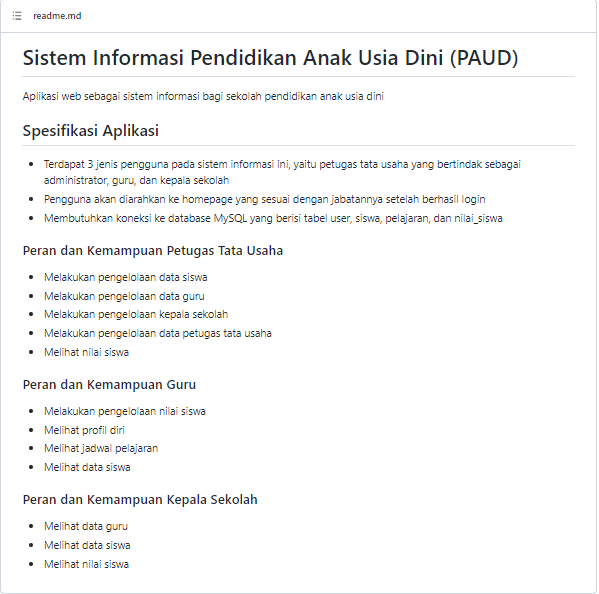 readme.md
Sistem Informasi Pendidikan Anak Usia Dini (PAUD)
Aplikasi web sebagai sistem informasi bagi sekolah pendidikan anak usia dini
Spesifikasi Aplikasi
Terdapat 3 jenis pengguna pada sistem informasi ini, yaitu petugas tata usaha yang bertindak sebagai
administrator, guru, dan kepala sekolah
Pengguna akan diarahkan ke homepage yang sesuai dengan jabatannya setelah berhasil login
Membutuhkan koneksi ke database MySQL yang berisi tabel user, siswa, pelajaran, dan nilai_siswa
Peran dan Kemampuan Petugas Tata Usaha
Melakukan pengelolaan data siswa
Melakukan pengelolaan data guru
Melakukan pengelolaan kepala sekolah
Melakukan pengelolaan data petugas tata usaha
Melihat nilai siswa
Peran dan Kemampuan Guru
Melakukan pengelolaan nilai siswa
Melihat profil diri
Melihat jadwal pelajaran
Melihat data siswa
Peran dan Kemampuan Kepala Sekolah
Melihat data guru
Melihat data siswa
Melihat nilai siswa